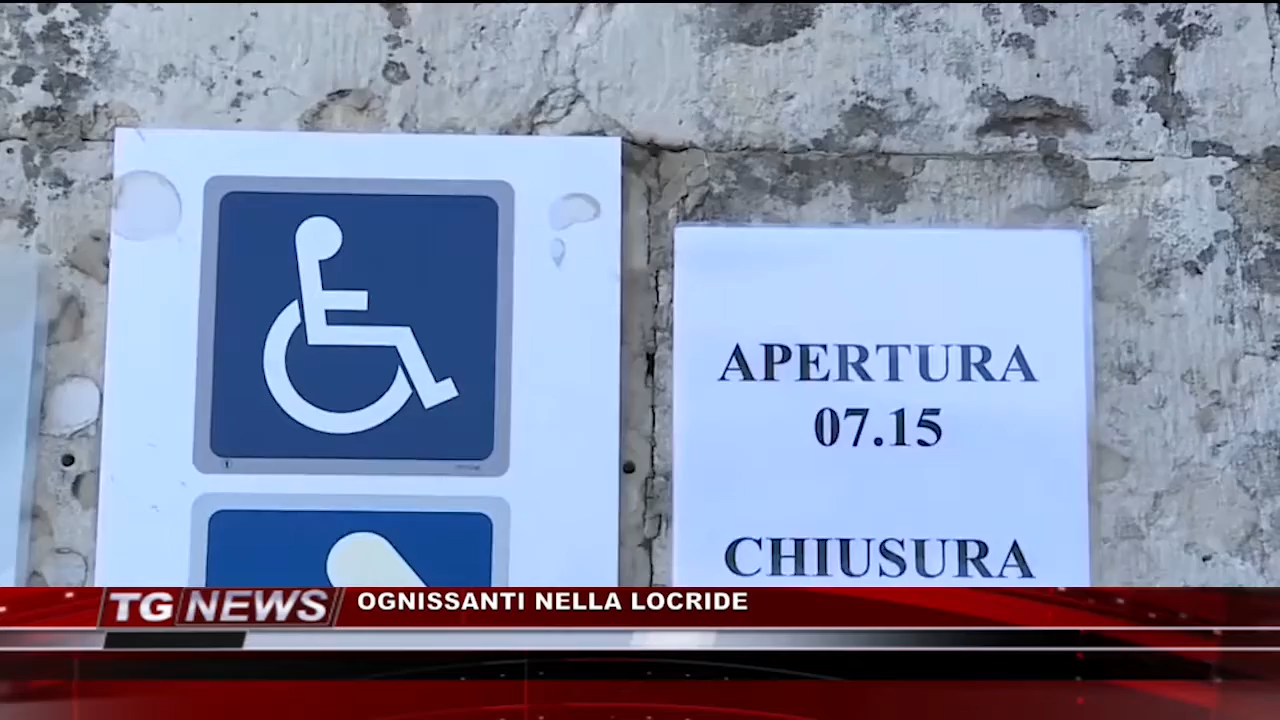 APERTURA
07.15
CHIUSURA
TG NEWS
OGNISSANTI NELLA LOCRIDE